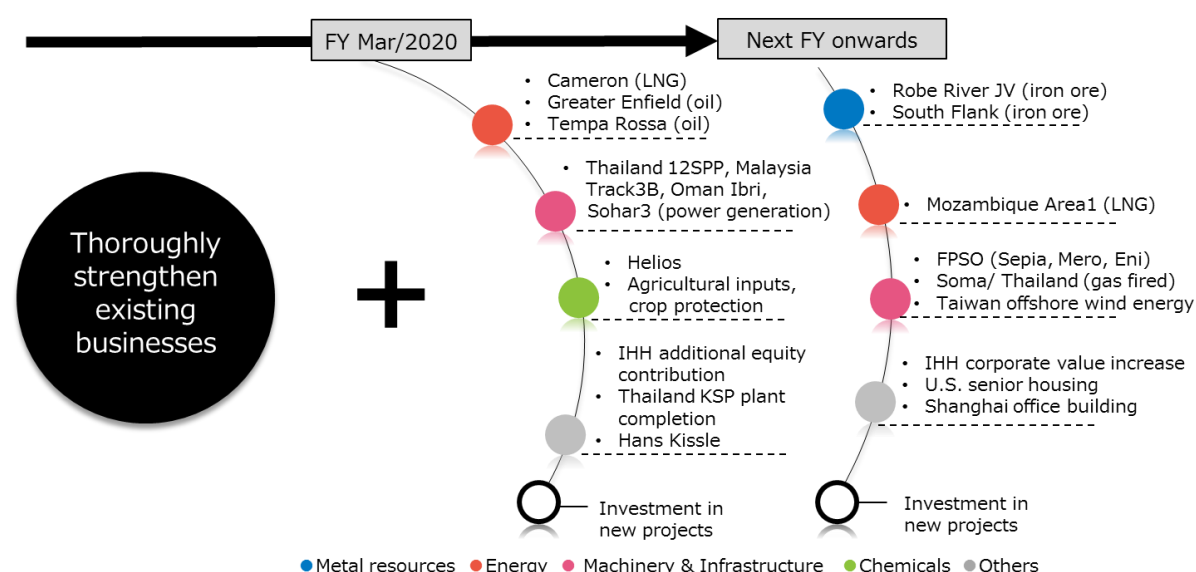 FY Mar/2020
Next FY onwards
Thoroughly
strengthen
existing
businesses
+
• Cameron (LNG)
• Greater Enfield (oil)
• Tempa Rossa (oil)
• Thailand 12SPP, Malaysia
Track3B, Oman Ibri,
Sohar3 (power generation)
• Helios
• Agricultural inputs,
crop protection
• IHH additional equity
contribution
• Thailand KSP plant
completion
• Hans Kissle
Investment in
new projects
• Robe River JV (iron ore)
• South Flank (iron ore)
• Mozambique Area1 (LNG)
• FPSO (Sepia, Mero, Eni)
• Soma/ Thailand (gas fired)
• Taiwan offshore wind energy
• IHH corporate value increase
• U.S. senior housing
• Shanghai office building
Investment in
new projects
Metal resources Energy Machinery & Infrastructure Chemicals Others